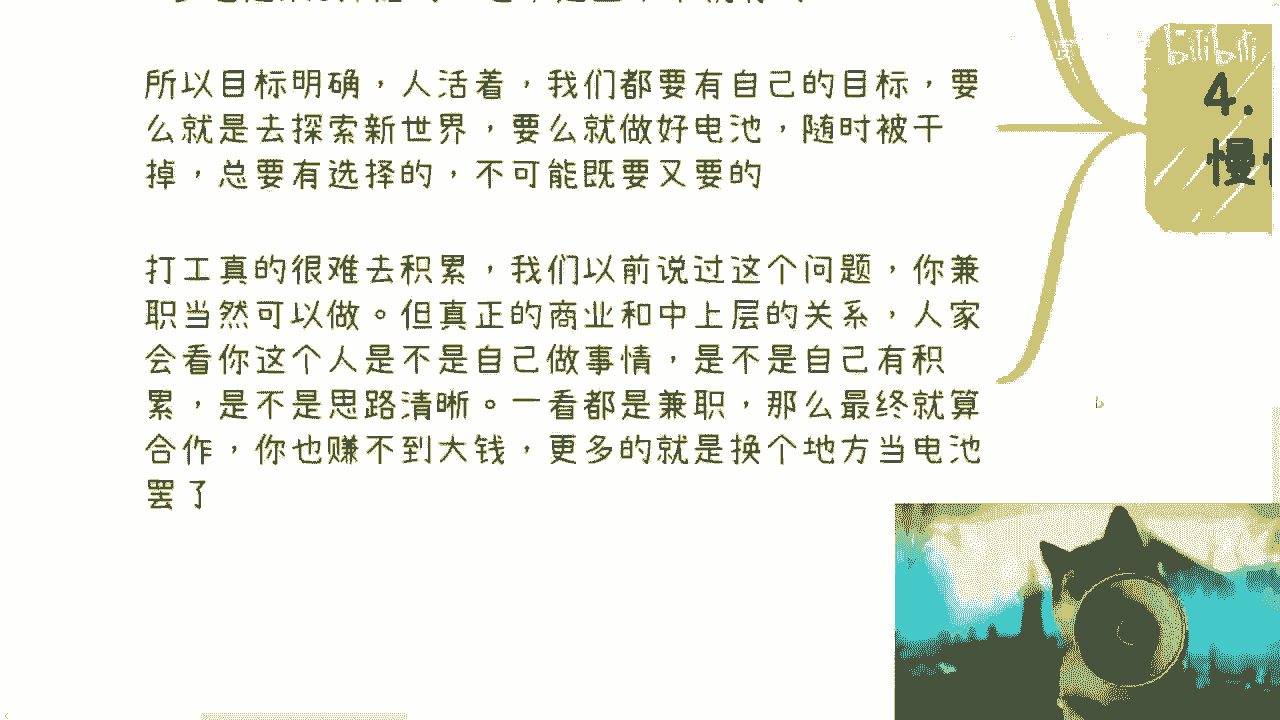 所以目标明确，人活着，我们都要有自己的目标，要
么就是去探索新世界，要么就做好电池，随时被干
掉，总要有选择的，不可能既要又要的
打工真的很难去积累，我们以前说过这个问题，你兼
职当然可以做。但真正的商业和中上层的关系，人家
会看你这个人是不是自己做事情，是不是自己有积
累，是不是思路清晰。一看都是兼职，那么最终就算
合作，你也赚不到大钱，更多的就是换个地方当电池
罢了
4.
慢
bilibili